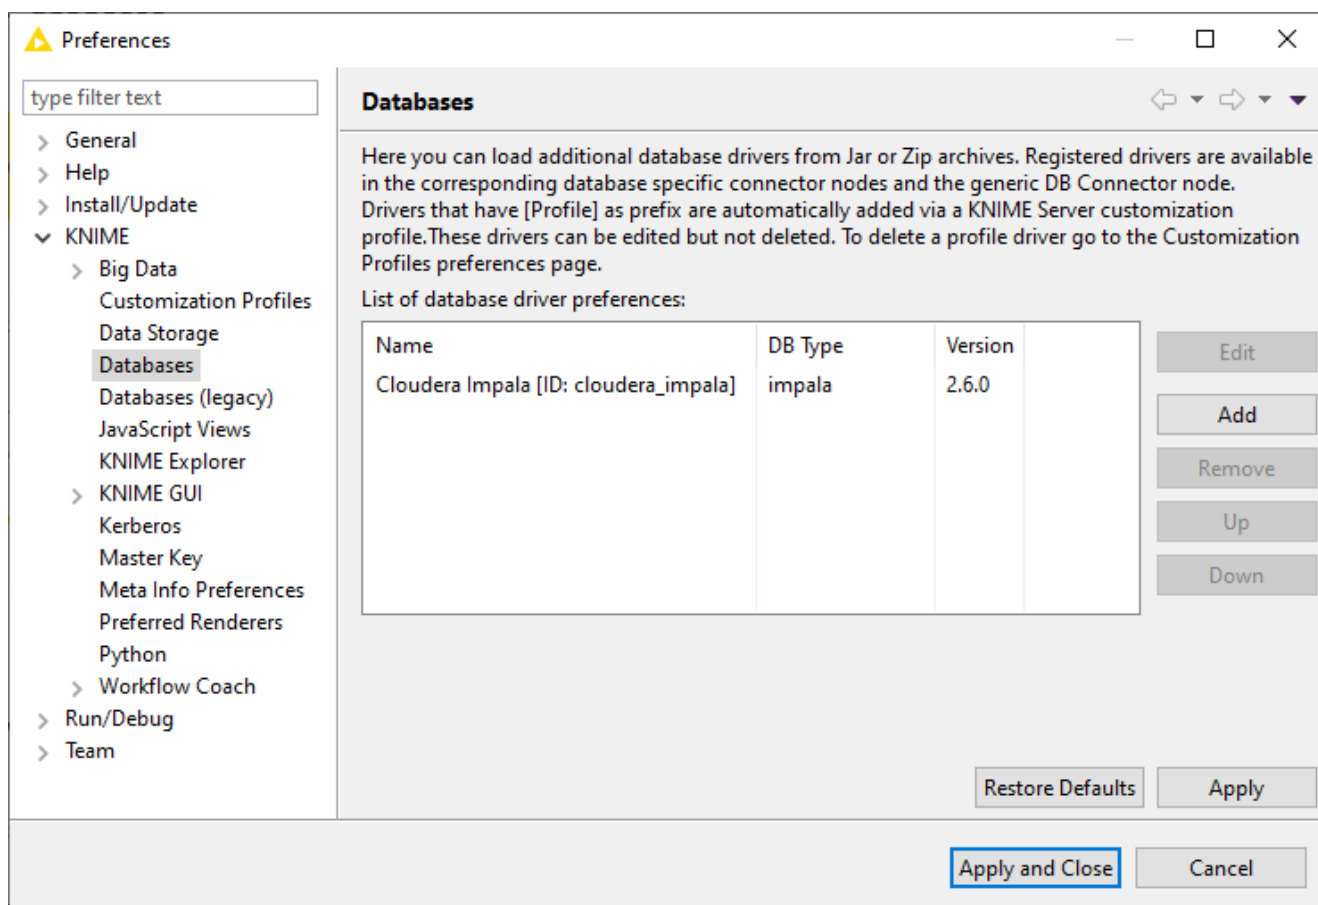 Preferences
type filter text
General
Help
Install/Update
KNIME
Big Data
Customization Profiles
Data Storage
Databases
Databases (legacy)
JavaScript Views
KNIME Explorer
KNIME GUI
Kerberos
Master Key
Meta Info Preferences
Preferred Renderers
Python
Workflow Coach
Run/Debug
Team
Databases
Here you can load additional database drivers from Jar or Zip archives. Registered drivers are available
in the corresponding database specific connector nodes and the generic DB Connector node.
Drivers that have [Profile] as prefix are automatically added via a KNIME Server customization
profile.These drivers can be edited but not deleted. To delete a profile driver go to the Customization
Profiles preferences page.
List of database driver preferences:
Name DB Type Version
Cloudera Impala [ID: cloudera_impala] impala 2.6.0
Edit
Add
Remove
Up
Down
Restore Defaults Apply
Apply and Close Cancel